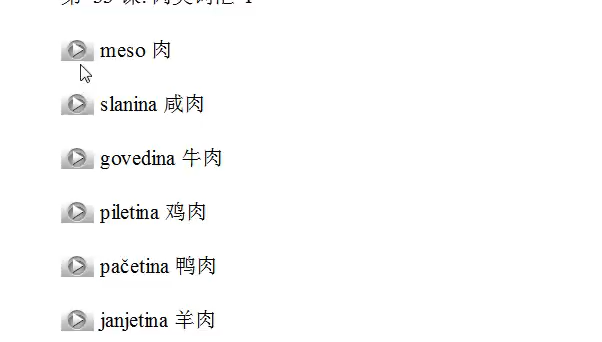 meso 肉
slanina 咸肉
govedina 牛肉
piletina 鸡肉
pačetina 鸭肉
janjetina 羊肉